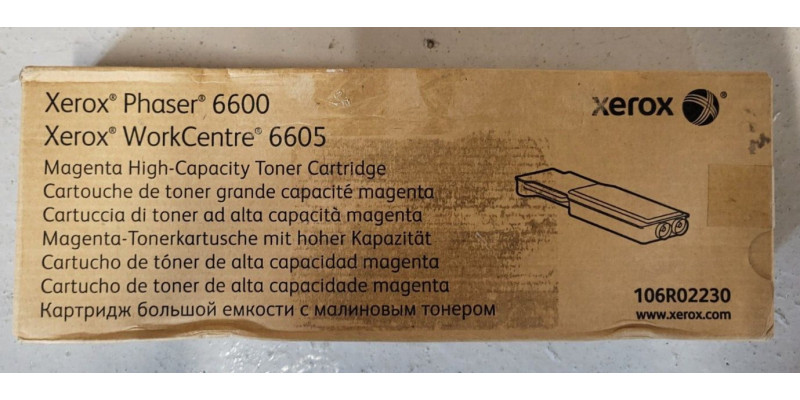 Xerox® Phaser® 6600
Xerox® WorkCentre® 6605
Magenta High-Capacity Toner Cartridge
Cartouche de toner grande capacité magenta
Cartuccia di toner ad alta capacità magenta
Magenta-Tonerkartusche mit hoher Kapazität
Cartucho de tóner de alta capacidad magenta
Cartucho de toner de alta capacidade magenta
Картридж большой емкости с малиновым тонером
xerox®
106R02230
www.xerox.com